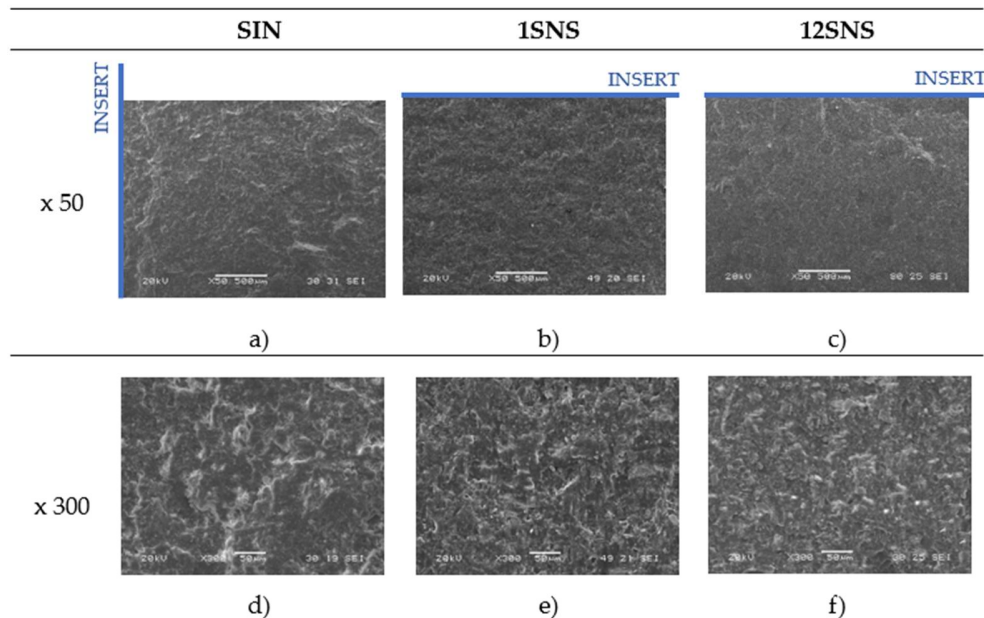 SIN 1SNS 12SNS
INSERT
INSERT
INSERT
x 50
20kV X50 500µm 30 31 SEI
20kV X50 500µm 49 20 SEI
20kV X50 500µm 80 25 SEI
a) b) c)
x 300
20kV X300 50µm 30 19 SEI
20kV X300 50µm 49 21 SEI
20kV X300 50µm 30 25 SEI
d) e) f)